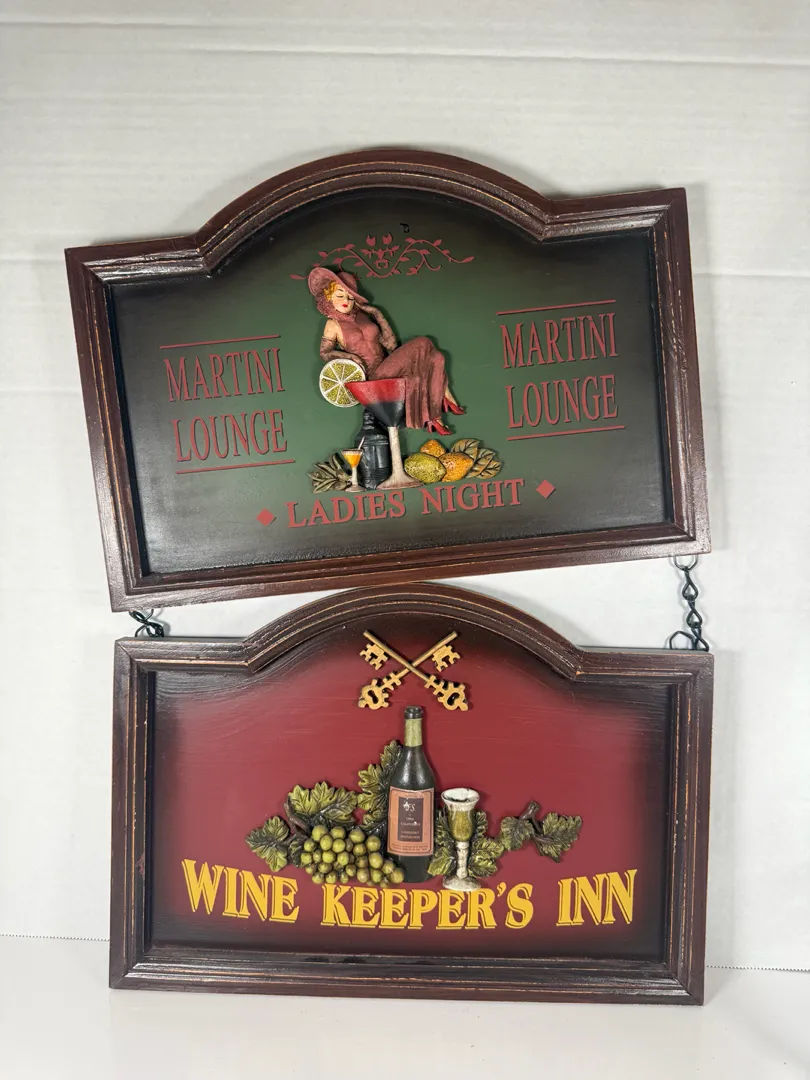 MARTINI
LOUNGE
MARTINI
LOUNGE
LADIES NIGHT
WINE KEEPER'S INN